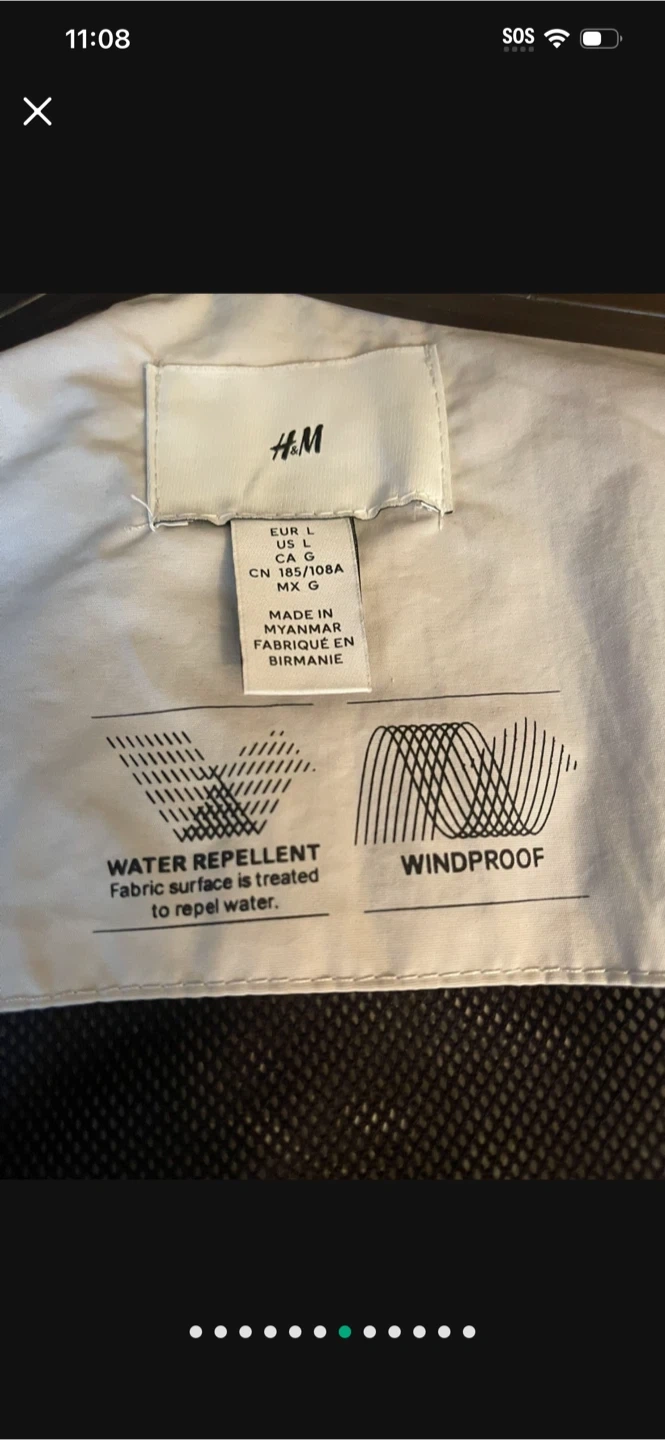 11:08
SOS
H&M
EUR L
US L
CA G
CN 185/108A
MX G
MADE IN
MYANMAR
FABRIQUÉ EN
BIRMANIE
WATER REPELLENT
Fabric surface is treated
to repel water.
WINDPROOF